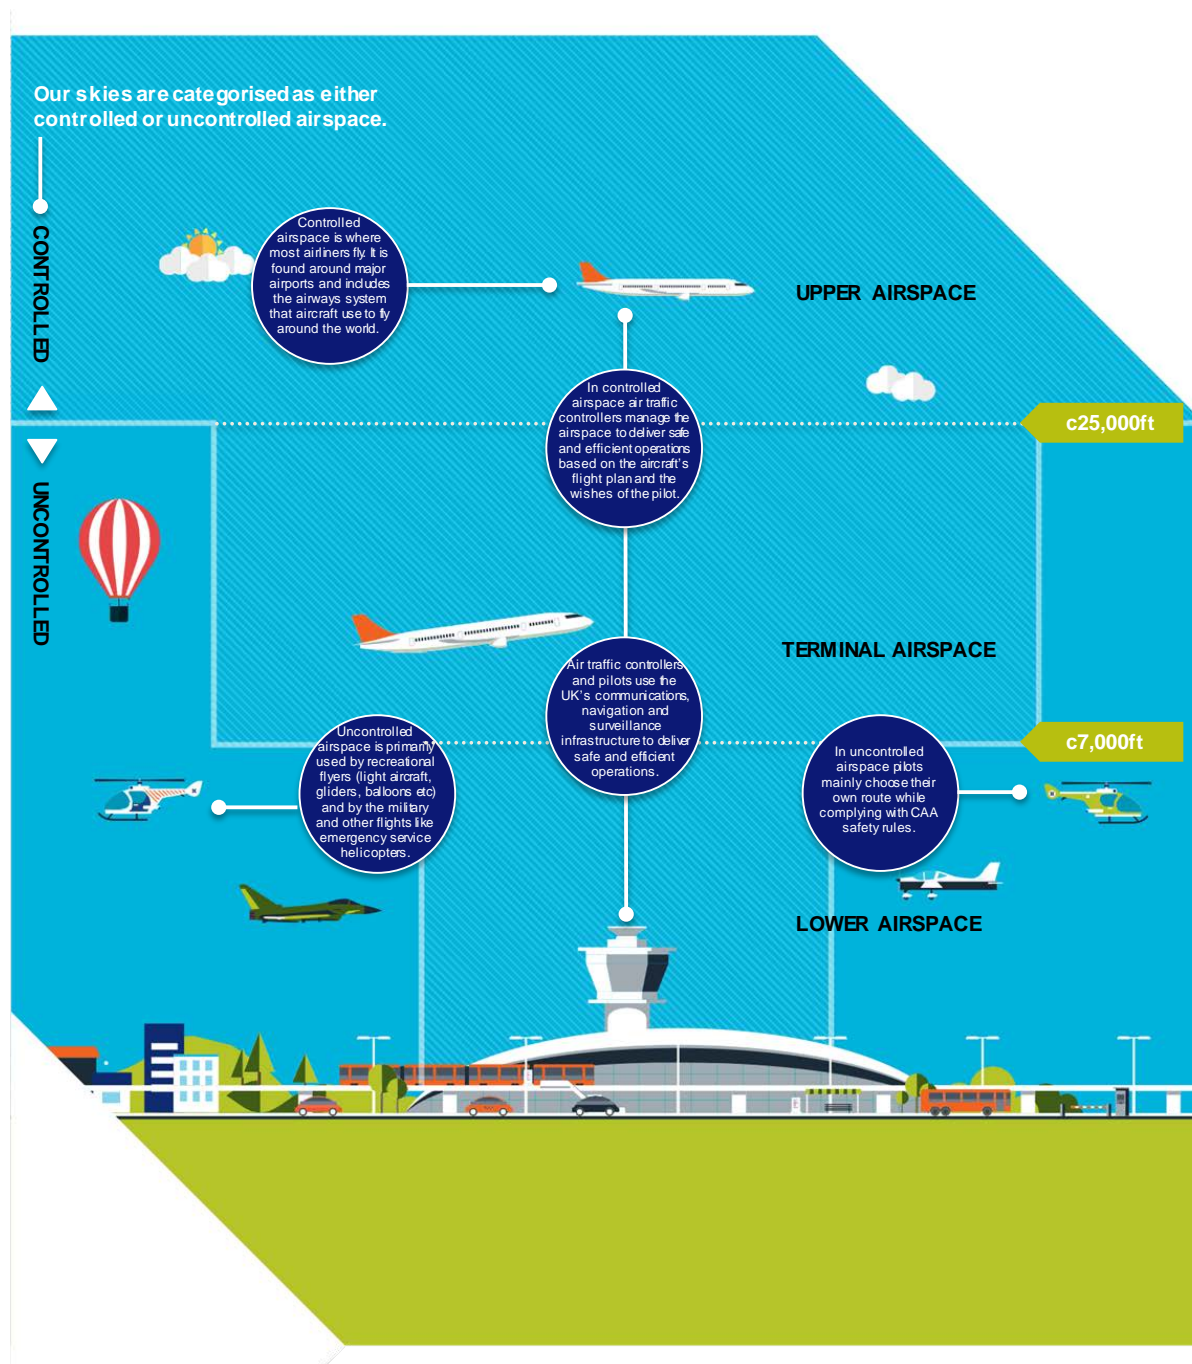 Our skies are categorised as either
controlled or uncontrolled airspace.
CONTROLLED
Controlled
airspace is where
most airliners fly. It is
found around major
airports and includes
the airways system
that aircraft use to fly
around the world.
UPPER AIRSPACE
In controlled
airspace air traffic
controllers manage the
airspace to deliver safe
and efficient operations
based on the aircraft's
flight plan and the
wishes of the pilot.
c25,000ft
UNCONTROLLED
TERMINAL AIRSPACE
Air traffic controllers
and pilots use the
UK's communications,
navigation and
surveillance
infrastructure to deliver
safe and efficient
operations.
c7,000ft
Uncontrolled
airspace is primarily
used by recreational
flyers (light aircraft,
gliders, balloons etc)
and by the military
and other flights like
emergency service
helicopters.
In uncontrolled
airspace pilots
mainly choose their
own route while
complying with CAA
safety rules.
LOWER AIRSPACE